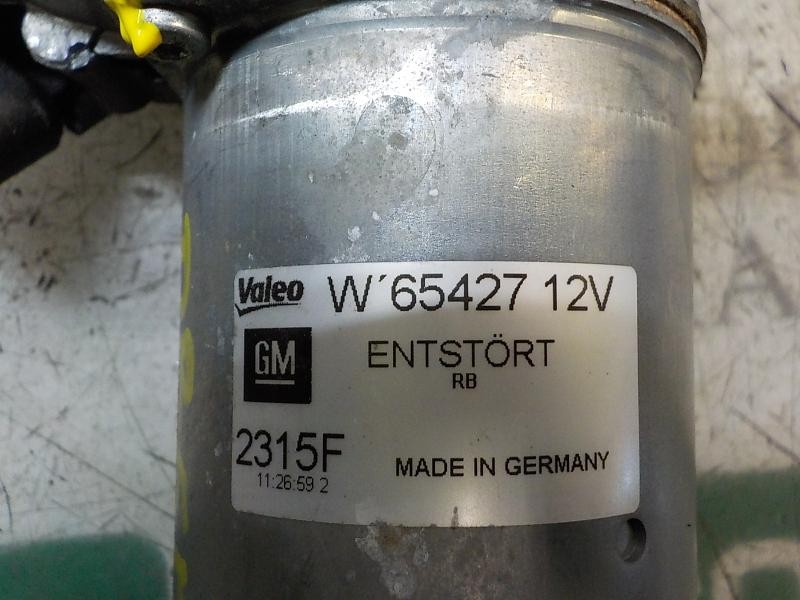 Valeo W´65427 12V
GM ENTSTÖRT
RB
2315F
MADE IN GERMANY
11:26:59 2